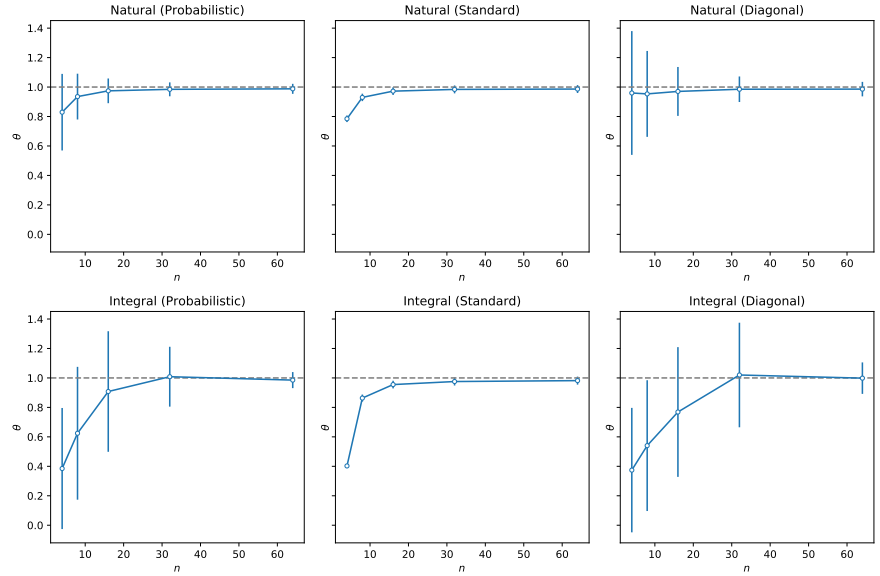 Natural (Probabilistic)
Natural (Standard)
Natural (Diagonal)
1.4
1.2
1.0
0.8
0.6
0.4
0.2
0.0
θ
θ
θ
10 20 30 40 50 60
10 20 30 40 50 60
10 20 30 40 50 60
n
n
n
Integral (Probabilistic)
Integral (Standard)
Integral (Diagonal)
1.4
1.2
1.0
0.8
0.6
0.4
0.2
0.0
θ
θ
θ
10 20 30 40 50 60
10 20 30 40 50 60
10 20 30 40 50 60
n
n
n